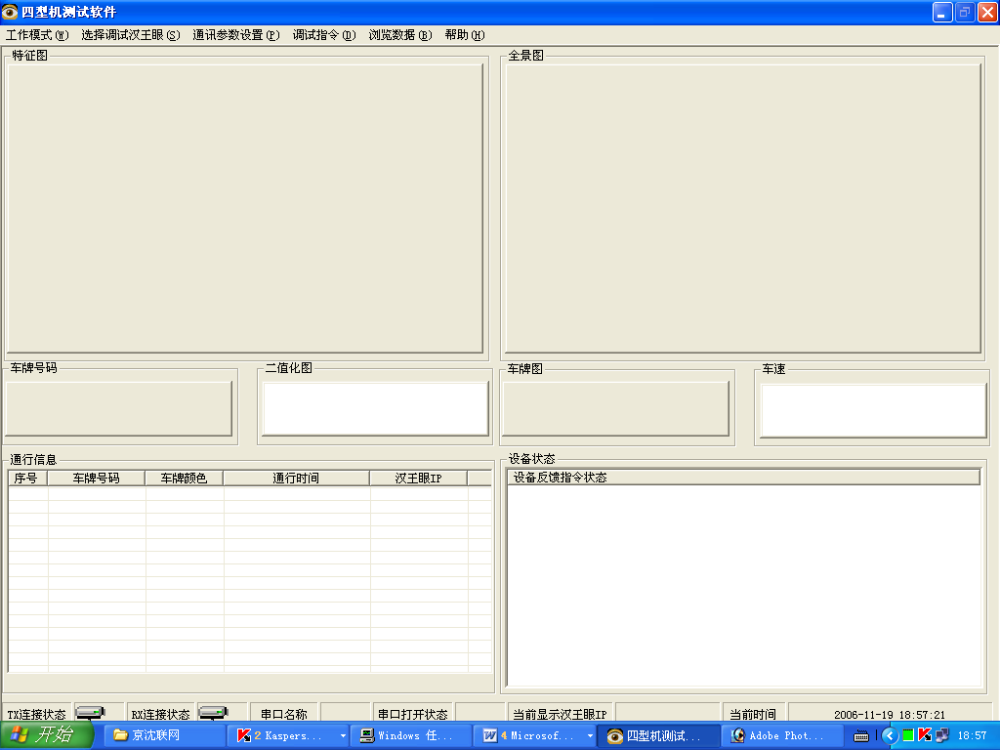 四型机测试软件
工作模式(W) 选择调试汉王眼(S) 通讯参数设置(P) 调试指令(D) 浏览数据(B) 帮助(H)
特征图 全景图
车牌号码 二值化图 车牌图 车速
通行信息 设备状态
序号 车牌号码 车牌颜色 通行时间 汉王眼IP 设备反馈指令状态
TX连接状态 RX连接状态 串口名称 串口打开状态 当前显示汉王眼IP 当前时间 2006-11-19 18:57:21
开始 京沈联网 2 Kaspers... Windows 任... 4 Microsof... 四型机测试... Adobe Phot... 18:57